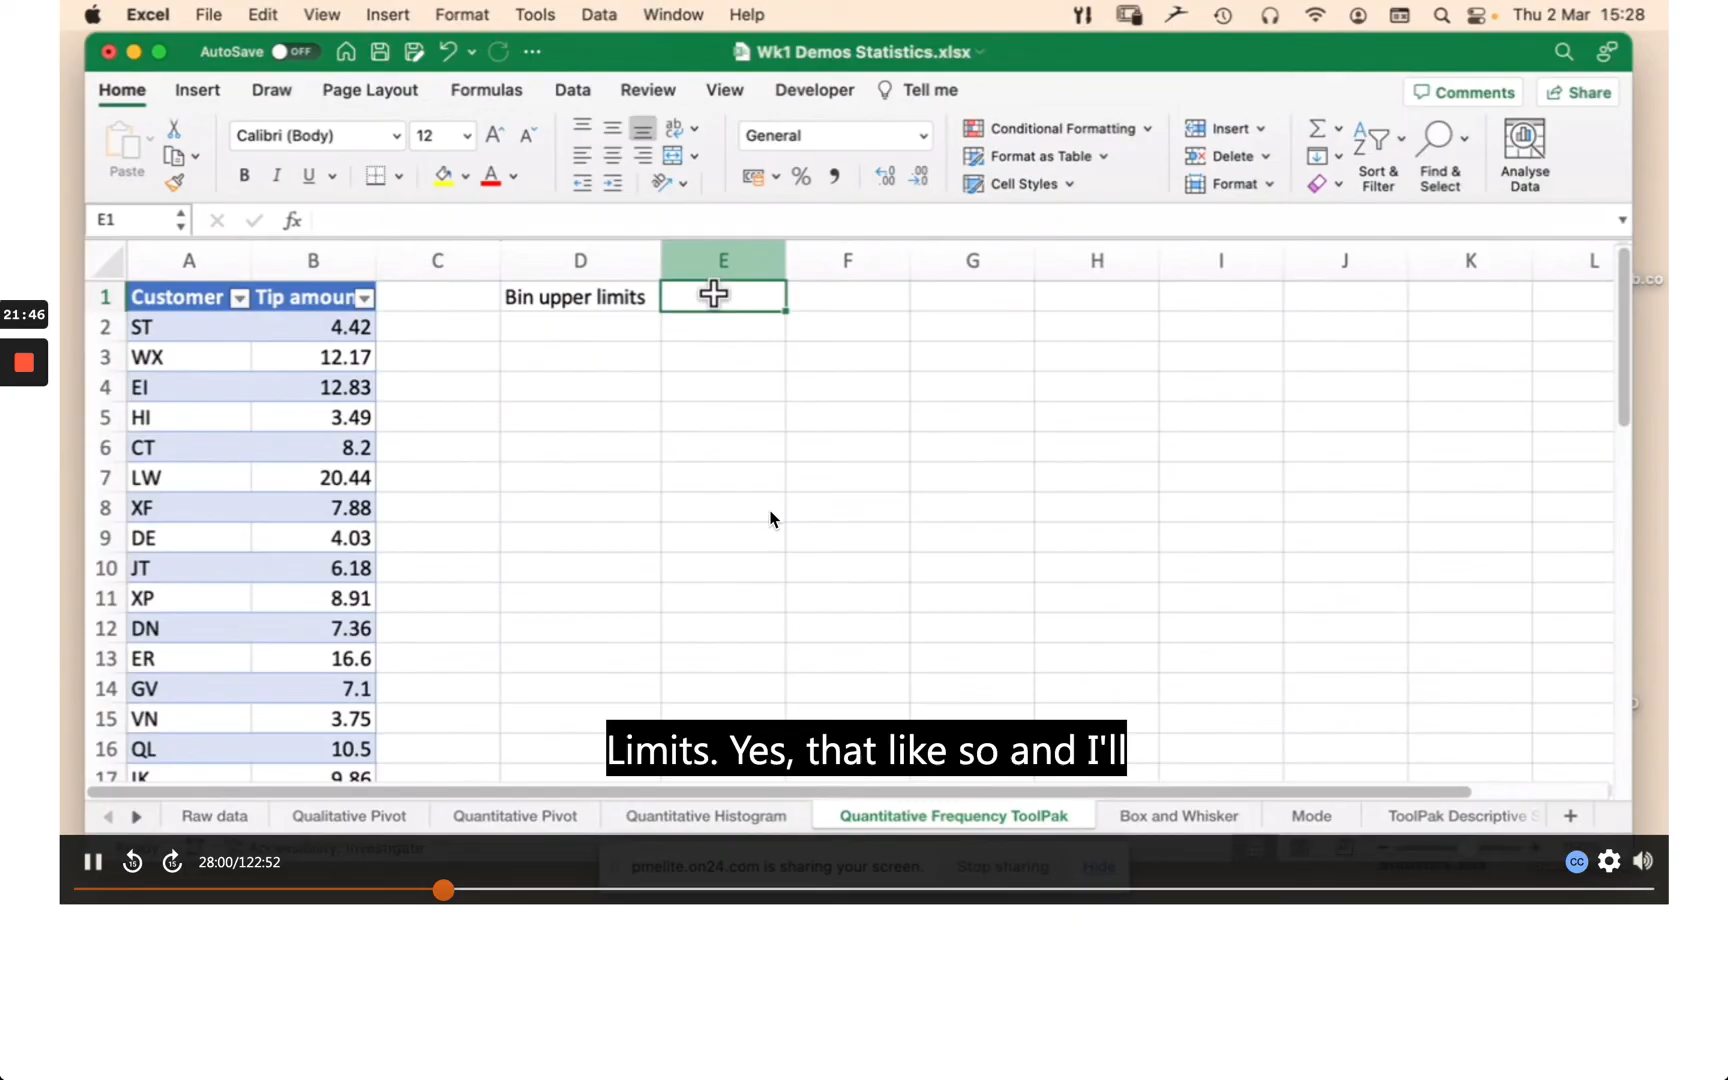 Excel File Edit View Insert Format Tools Data Window Help Thu 2 Mar 15:28
AutoSave OFF Wk1 Demos Statistics.xlsx
Home Insert Draw Page Layout Formulas Data Review View Developer Tell me Comments Share
Paste Calibri (Body) 12 General Conditional Formatting Format as Table Cell Styles Insert Delete Format Sort & Filter Find & Select Analyse Data
E1 fx
A B C D E F G H I J K L
1 Customer Tip amoun Bin upper limits
2 ST 4.42
3 WX 12.17
4 EI 12.83
5 HI 3.49
6 CT 8.2
7 LW 20.44
8 XF 7.88
9 DE 4.03
10 JT 6.18
11 XP 8.91
12 DN 7.36
13 ER 16.6
14 GV 7.1
15 VN 3.75
16 QL 10.5
17 IK 9.86
21:46
Limits. Yes, that like so and I'll
Raw data Qualitative Pivot Quantitative Pivot Quantitative Histogram Quantitative Frequency ToolPak Box and Whisker Mode ToolPak Descriptive S
15 15 28:00/122:52 CC
pmelite.on24.com is sharing your screen. Stop sharing Hide